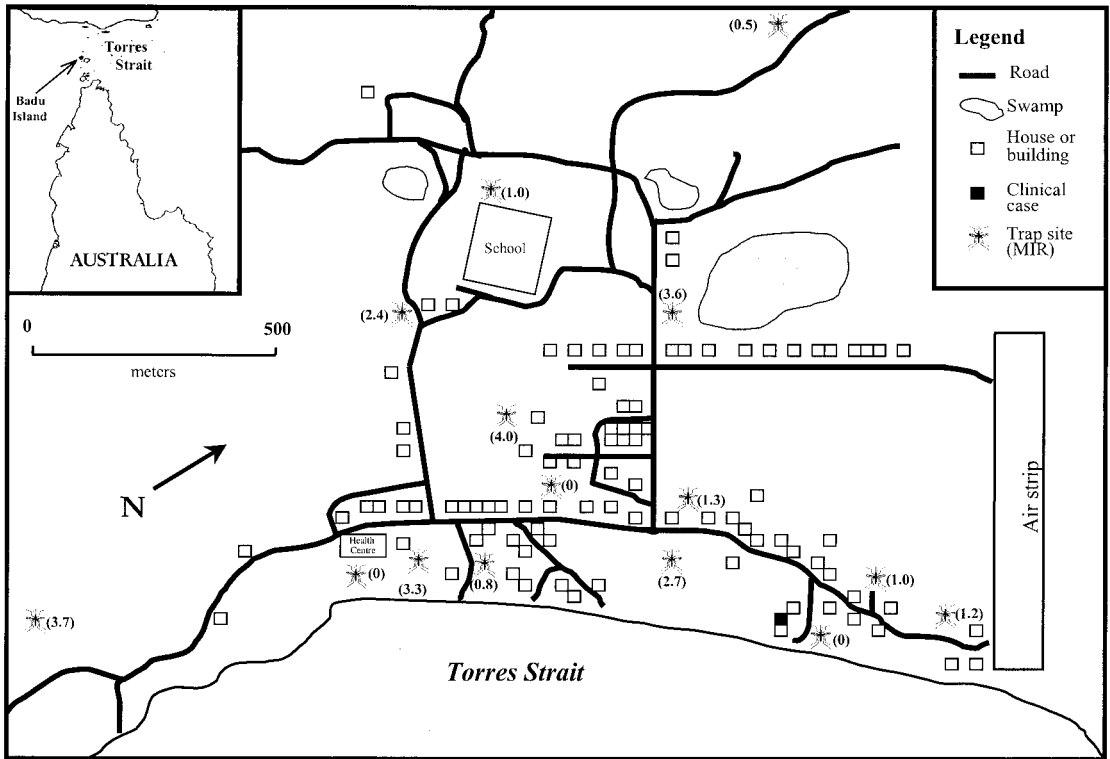 Torres
Strait
Badu
Island
AUSTRALIA
(0.5)
Legend
Road
Swamp
House or
building
Clinical
case
Trap site
(MIR)
(1.0)
School
(2.4)
(3.6)
0
500
meters
(4.0)
N
(0)
(1.3)
Air strip
Health
Centre
(0)
(3.3)
(0.8)
(2.7)
(1.0)
(1.2)
(3.7)
(0)
Torres Strait